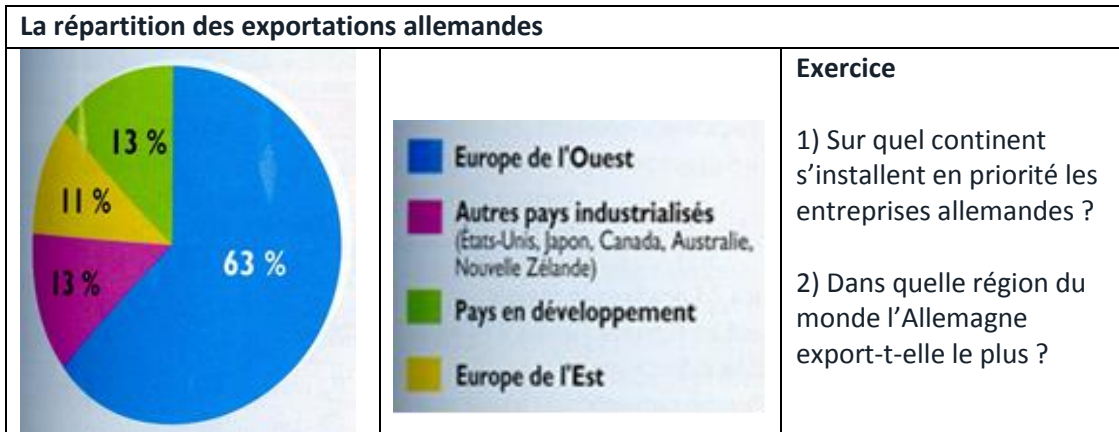 La répartition des exportations allemandes
13 %
11 %
13 %
63 %
Europe de l'Ouest
Autres pays industrialisés
(États-Unis, Japon, Canada, Australie,
Nouvelle Zélande)
Pays en développement
Europe de l'Est
Exercice
1) Sur quel continent
s’installent en priorité les
entreprises allemandes ?
2) Dans quelle région du
monde l’Allemagne
export-t-elle le plus ?